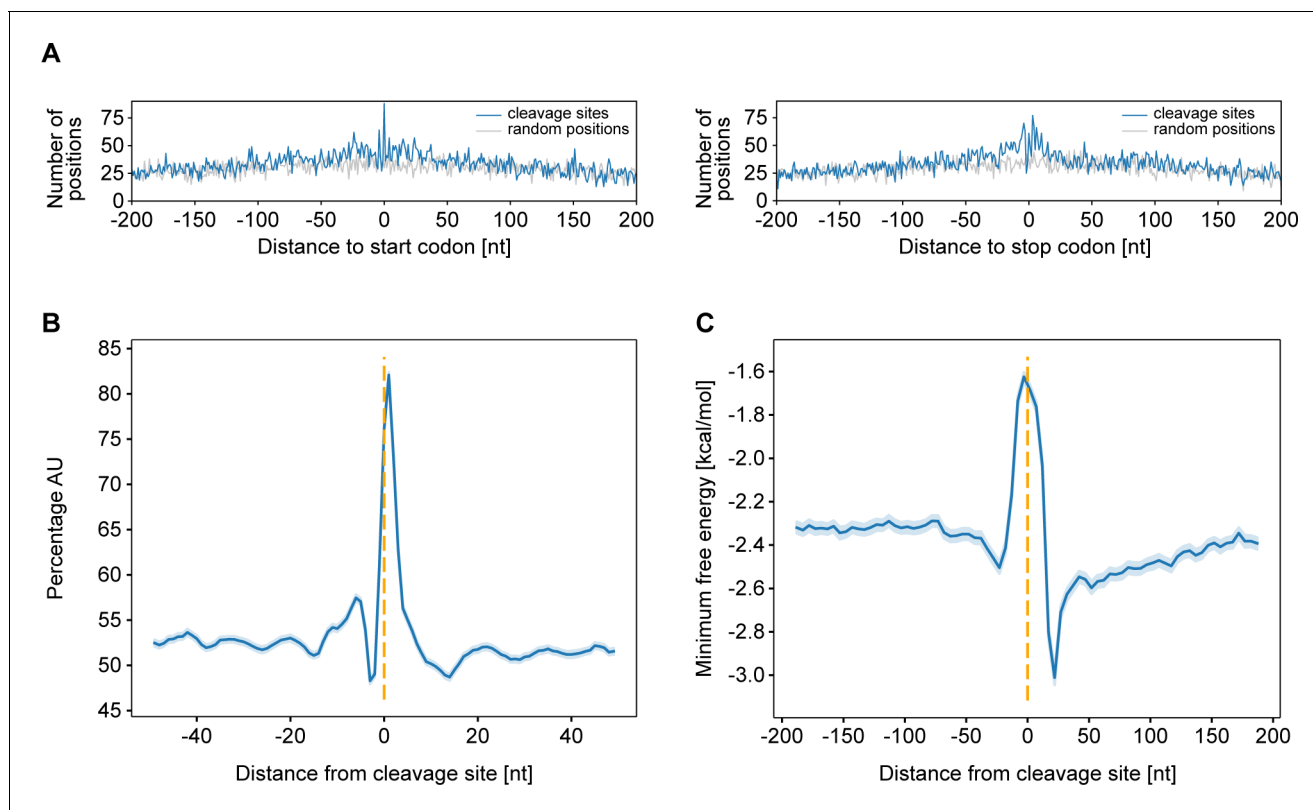 A
Number of
positions
75
50
25
0
cleavage sites
random positions
-200 -150 -100 -50 0 50 100 150 200
Distance to start codon [nt]
Number of
positions
75
50
25
0
cleavage sites
random positions
-200 -150 -100 -50 0 50 100 150 200
Distance to stop codon [nt]
B
Percentage AU
85
80
75
70
65
60
55
50
45
-40 -20 0 20 40
Distance from cleavage site [nt]
C
Minimum free energy [kcal/mol]
-1.6
-1.8
-2.0
-2.2
-2.4
-2.6
-2.8
-3.0
-200 -150 -100 -50 0 50 100 150 200
Distance from cleavage site [nt]